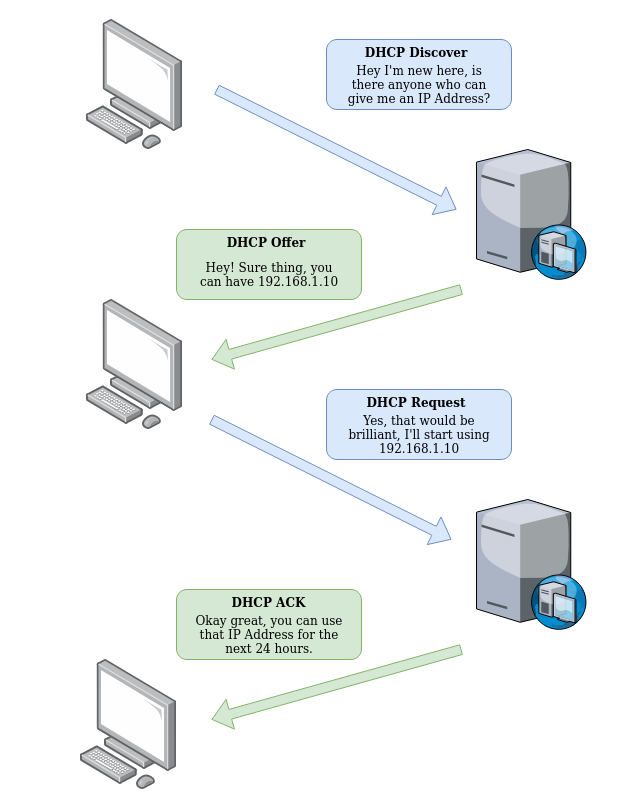 DHCP Discover
Hey I'm new here, is
there anyone who can
give me an IP Address?
DHCP Offer
Hey! Sure thing, you
can have 192.168.1.10
DHCP Request
Yes, that would be
brilliant, I'll start using
192.168.1.10
DHCP ACK
Okay great, you can use
that IP Address for the
next 24 hours.